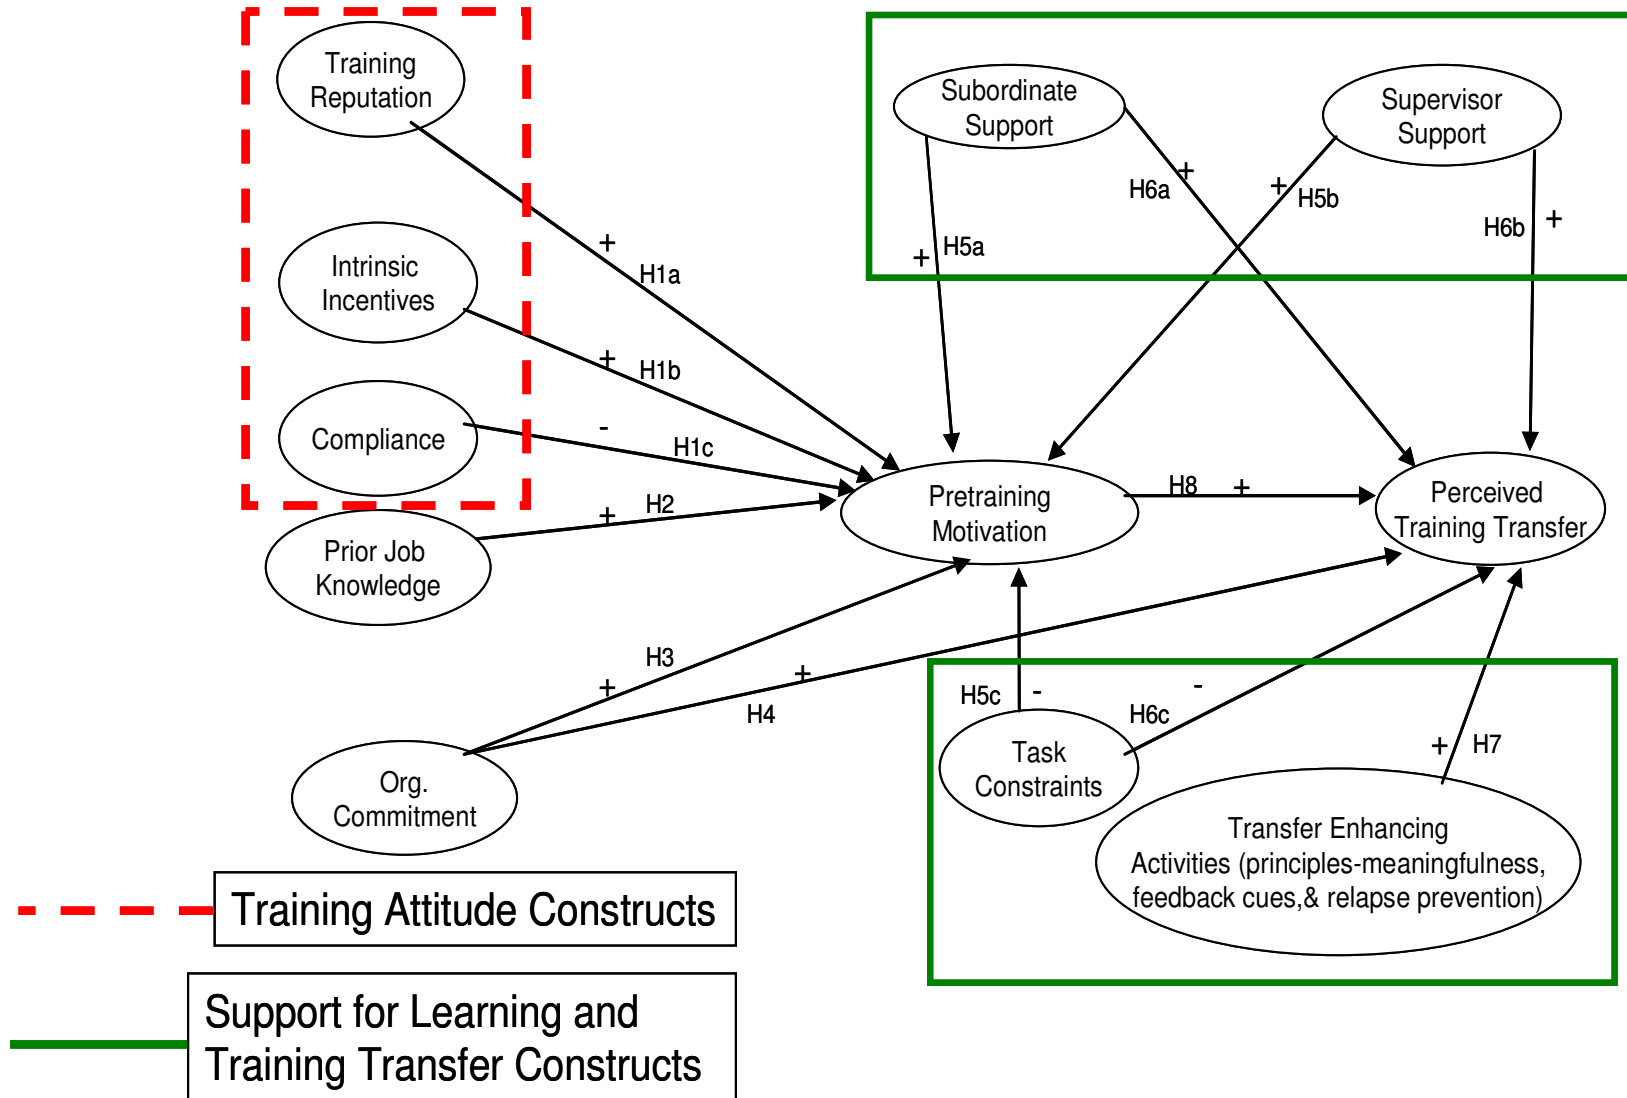 Training
Reputation
Subordinate
Support
Supervisor
Support
+
H6a
+
H5b
H6b
+
+
H5a
+
H1a
Intrinsic
Incentives
+
H1b
Compliance
-
H1c
+
H2
Prior Job
Knowledge
Pretraining
Motivation
H8
+
Perceived
Training Transfer
H3
+
+
H4
H5c
-
-
H6c
+
H7
Org.
Commitment
Task
Constraints
Transfer Enhancing
Activities (principles-meaningfulness,
feedback cues,& relapse prevention)
Training Attitude Constructs
Support for Learning and
Training Transfer Constructs